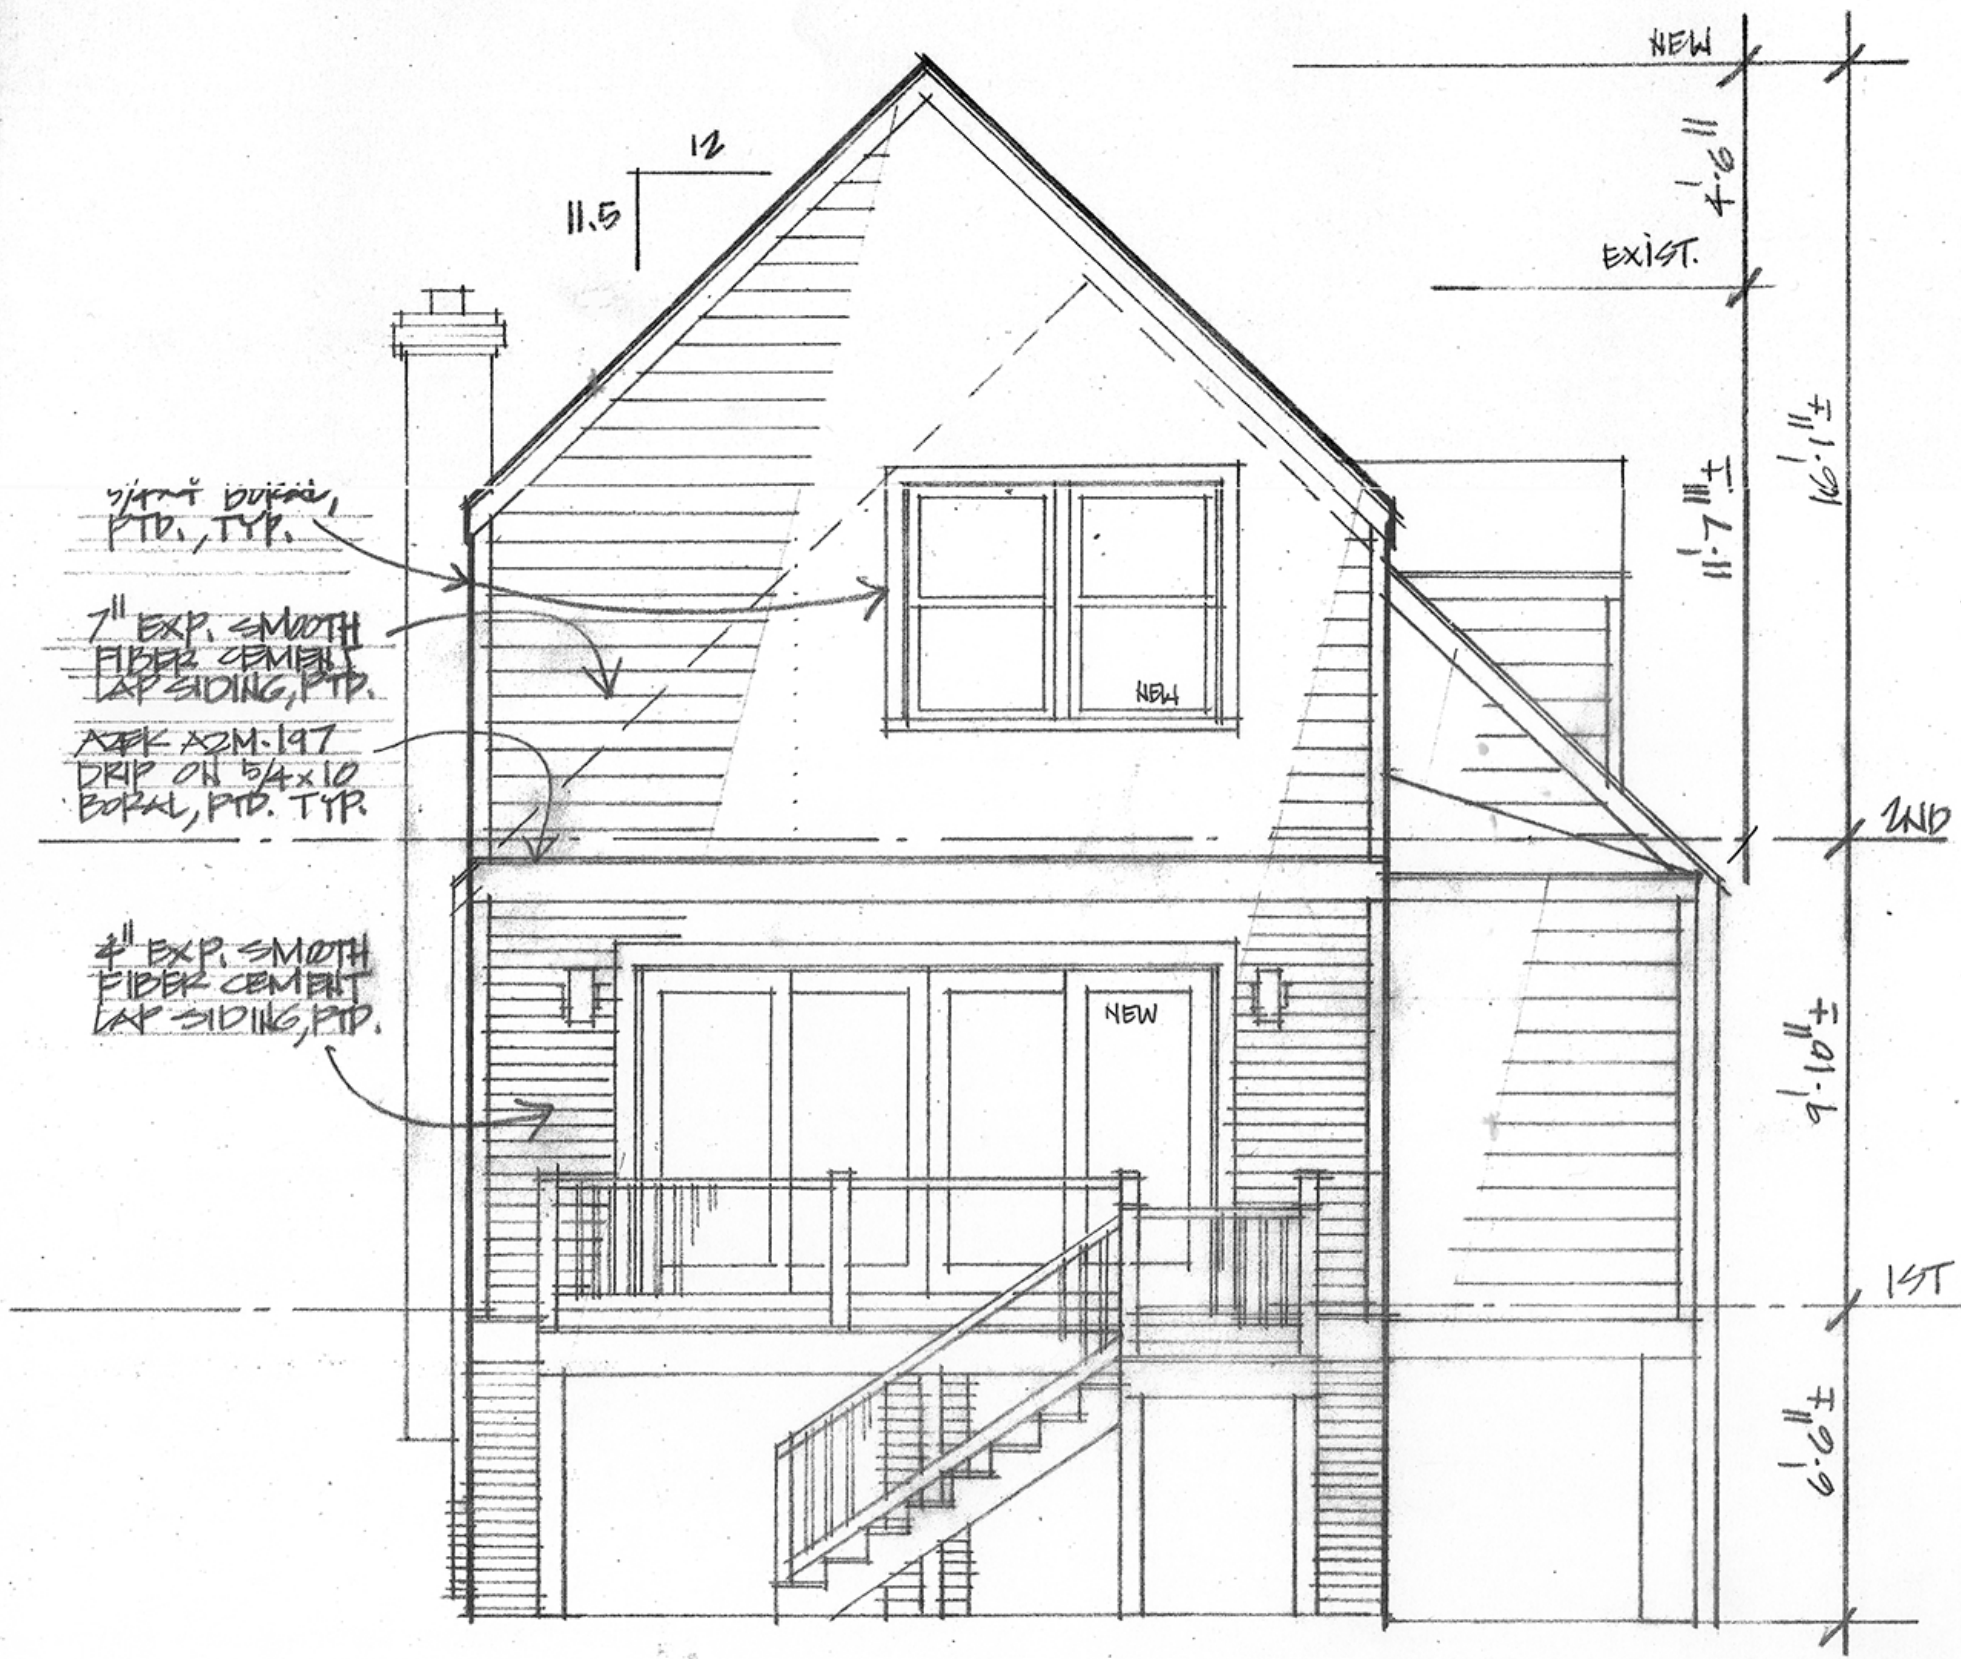 NEW
4'-6"
12
11.5
EXIST.
16'-1" ±
11'-7" ±
PTD., TYP.
7" EXP. SMOOTH
FIBER CEMENT
LAP SIDING, PTD.
NEW
AZEK AZM-197
DRIP ON 5/4x10
BORAL, PTD. TYP.
2ND
4" EXP. SMOOTH
FIBER CEMENT
LAP SIDING, PTD.
NEW
9'-10" ±
1ST
6'-6" ±